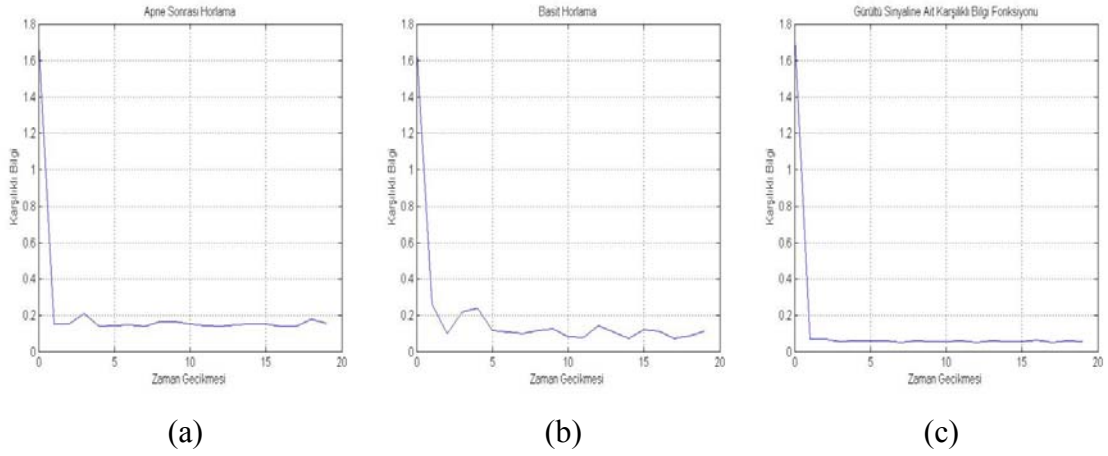 Apne Sonrası Horlama
1.8
1.6
1.4
1.2
1
0.8
0.6
0.4
0.2
0
0 5 10 15 20
Karşılıklı Bilgi
Zaman Gecikmesi
(a)
Basit Horlama
1.8
1.6
1.4
1.2
1
0.8
0.6
0.4
0.2
0
0 5 10 15 20
Karşılıklı Bilgi
Zaman Gecikmesi
(b)
Gürültü Sinyaline Ait Karşılıklı Bilgi Fonksiyonu
1.8
1.6
1.4
1.2
1
0.8
0.6
0.4
0.2
0
0 5 10 15 20
Karşılıklı Bilgi
Zaman Gecikmesi
(c)